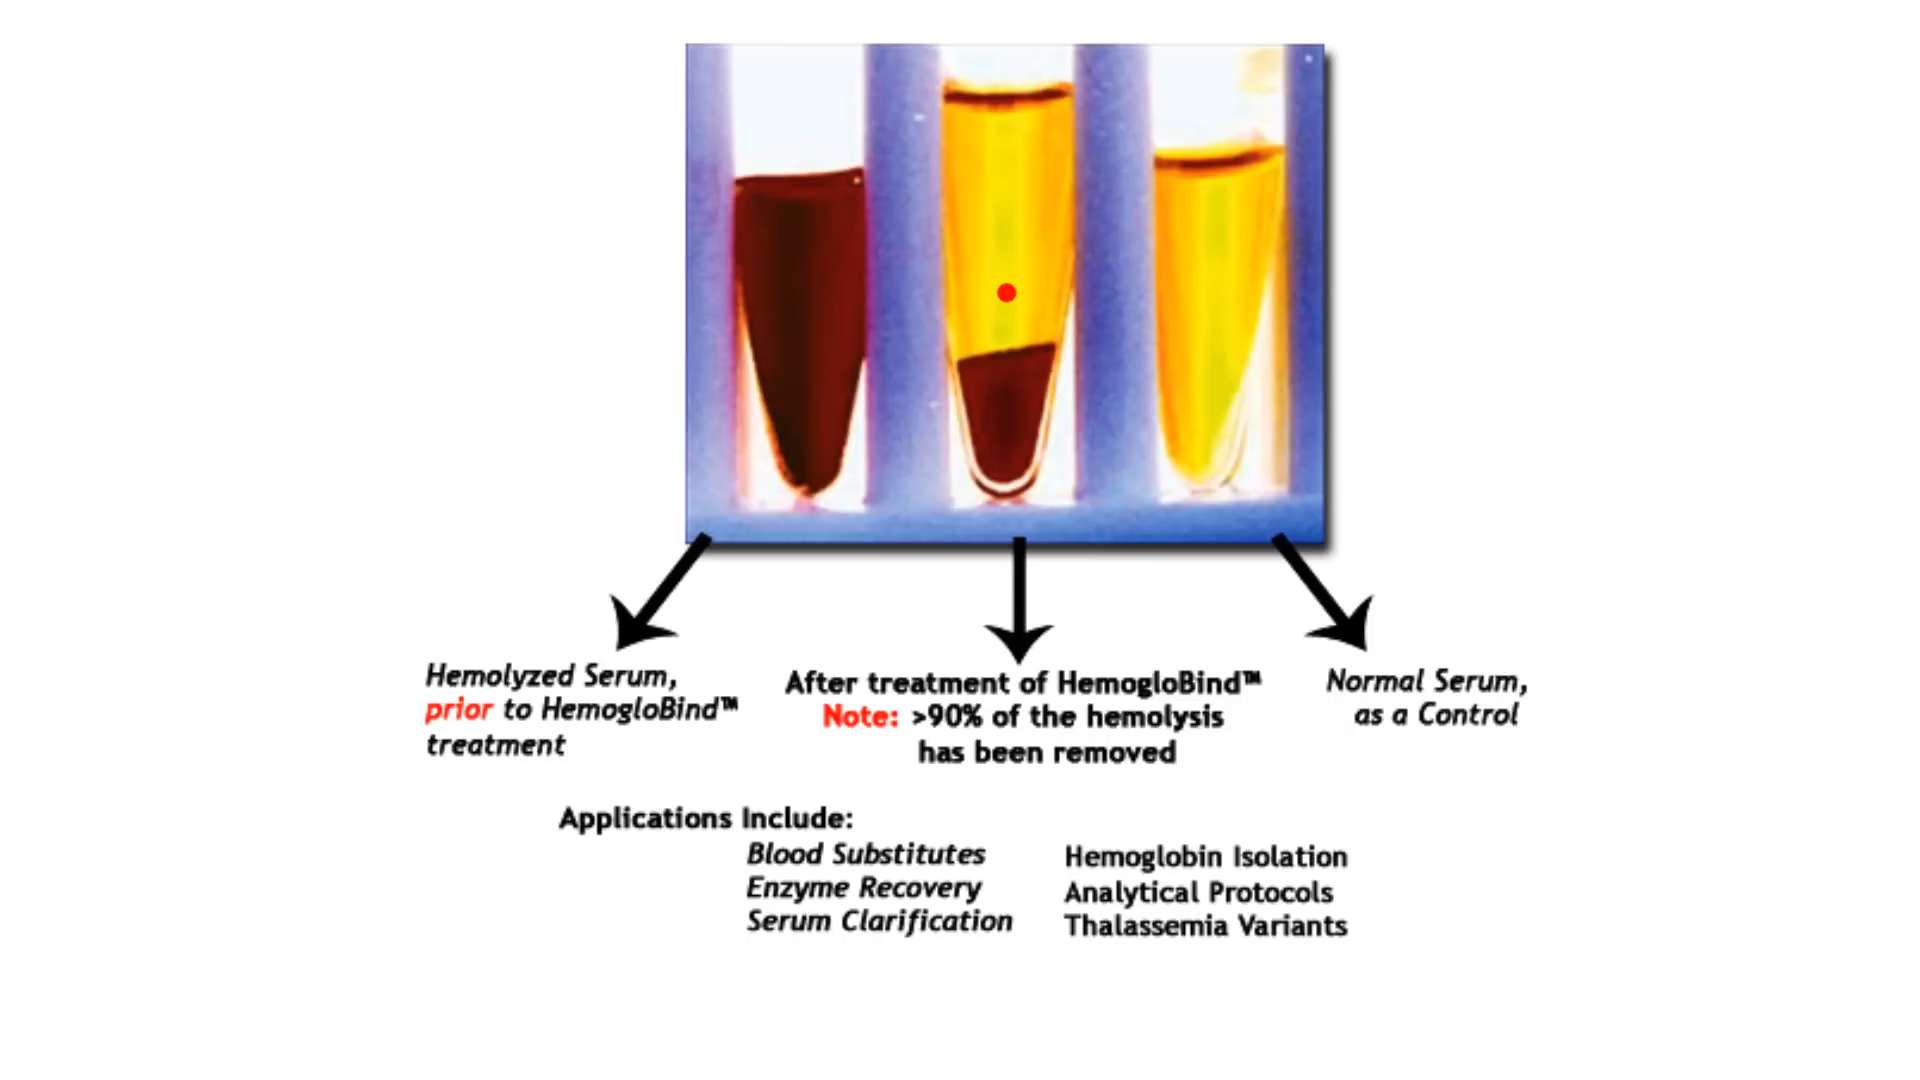 Hemolyzed Serum,
prior to HemogloBind™
treatment
After treatment of HemogloBind™
Note: >90% of the hemolysis
has been removed
Normal Serum,
as a Control
Applications Include:
Blood Substitutes
Enzyme Recovery
Serum Clarification
Hemoglobin Isolation
Analytical Protocols
Thalassemia Variants